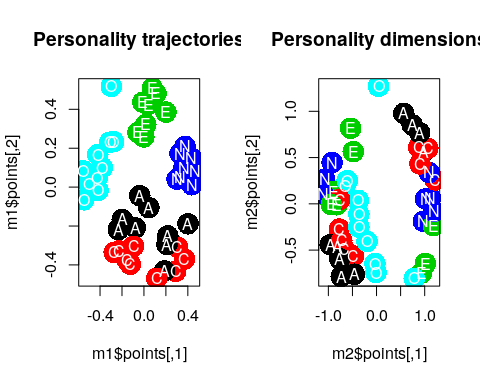 Personality trajectories
Personality dimensions
m1$points[,2]
-0.4 0.0 0.2 0.4
-0.4 0.0 0.4
m1$points[,1]
m2$points[,2]
-0.5 0.0 0.5 1.0
-1.0 0.0 1.0
m2$points[,1]
O O O O O O O O O O
E E E E E E E E
N N N N N N N
A A A A A A A A A
C C C C C C C C
O O O O O O O O
E E E E E E E
N N N N N N
A A A A A A A
C C C C C C